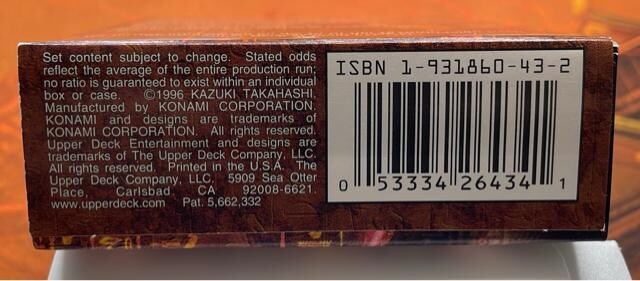 Set content subject to change. Stated odds
reflect the average of the entire production run;
no ratio is guaranteed to exist within an individual
box or case. ©1996 KAZUKI TAKAHASHI.
Manufactured by KONAMI CORPORATION.
KONAMI and designs are trademarks of
KONAMI CORPORATION. All rights reserved.
Upper Deck Entertainment and designs are
trademarks of The Upper Deck Company, LLC.
All rights reserved. Printed in the U.S.A. The
Upper Deck Company, LLC, 5909 Sea Otter
Place, Carlsbad, CA 92008-6621.
www.upperdeck.com Pat. 5,662,332
ISBN 1-931860-43-2
0 53334 26434 1